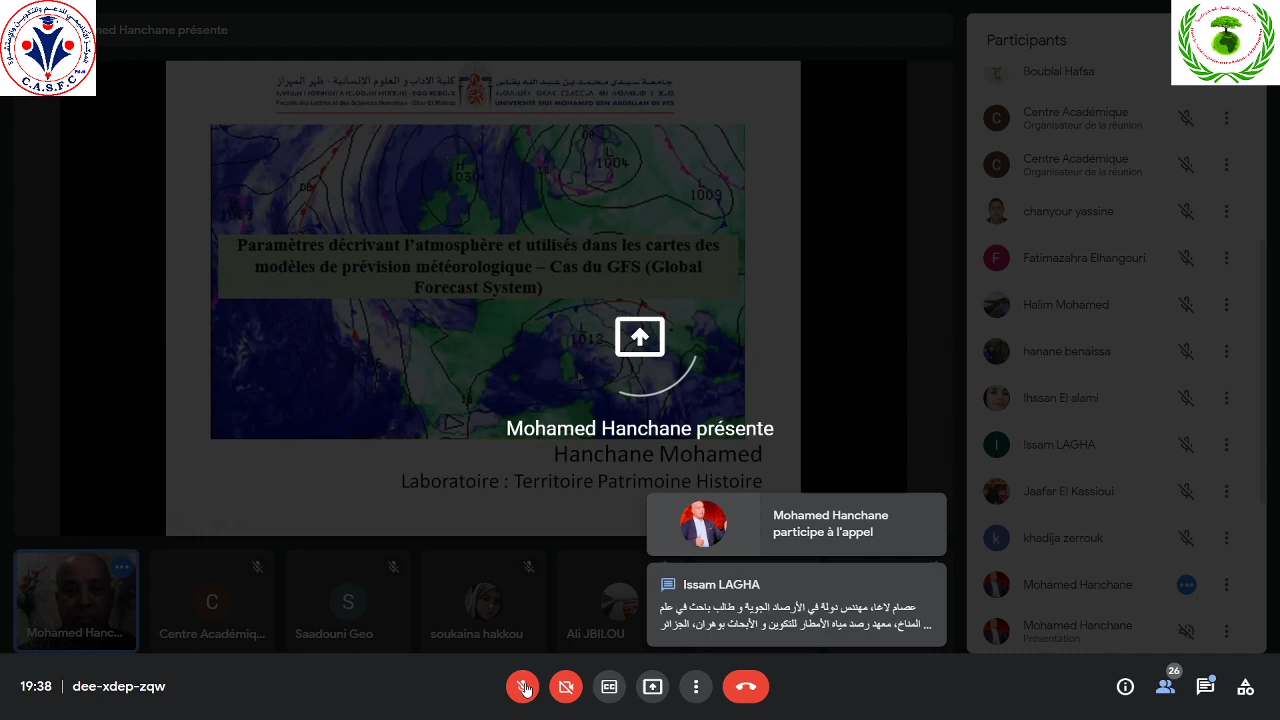 ed Hanchane présente
C.A.S.F.C
جامعة سيدي محمد بن عبد الله بفاس
كلية الآداب و العلوم الإنسانية - ظهر المهراز
Faculté des Lettres et des Sciences Humaines - Dhar El Mahraz
UNIVERSITÉ SIDI MOHAMED BEN ABDELLAH DE FES
H
L
1004
L
1003
Paramètres décrivant l'atmosphère et utilisés dans les cartes des
modèles de prévision météorologique – Cas du GFS (Global
Forecast System)
L
1012
Mohamed Hanchane présente
Hanchane Mohamed
Laboratoire : Territoire Patrimoine Histoire
Mohamed Hanchane
participe à l'appel
Issam LAGHA
عصام لاغا، مهندس دولة في الأرصاد الجوية و طالب باحث في علم
المناخ، معهد رصد مياه الأمطار للتكوين و الأبحاث بوهران، الجزائر ...
Mohamed Hanc...
C
Centre Académiq...
S
Saadouni Geo
soukaina hakkou
Ali JBILOU
Participants
Boublal Hafsa
C
Centre Académique
Organisateur de la réunion
C
Centre Académique
Organisateur de la réunion
chanyour yassine
F
Fatimazahra Elhangouri
Halim Mohamed
hanane benaissa
Ihssan El alami
I
Issam LAGHA
Jaafar El Kassioui
k
khadija zerrouk
Mohamed Hanchane
Mohamed Hanchane
Présentation
19:38 | dee-xdep-zqw
CC
26